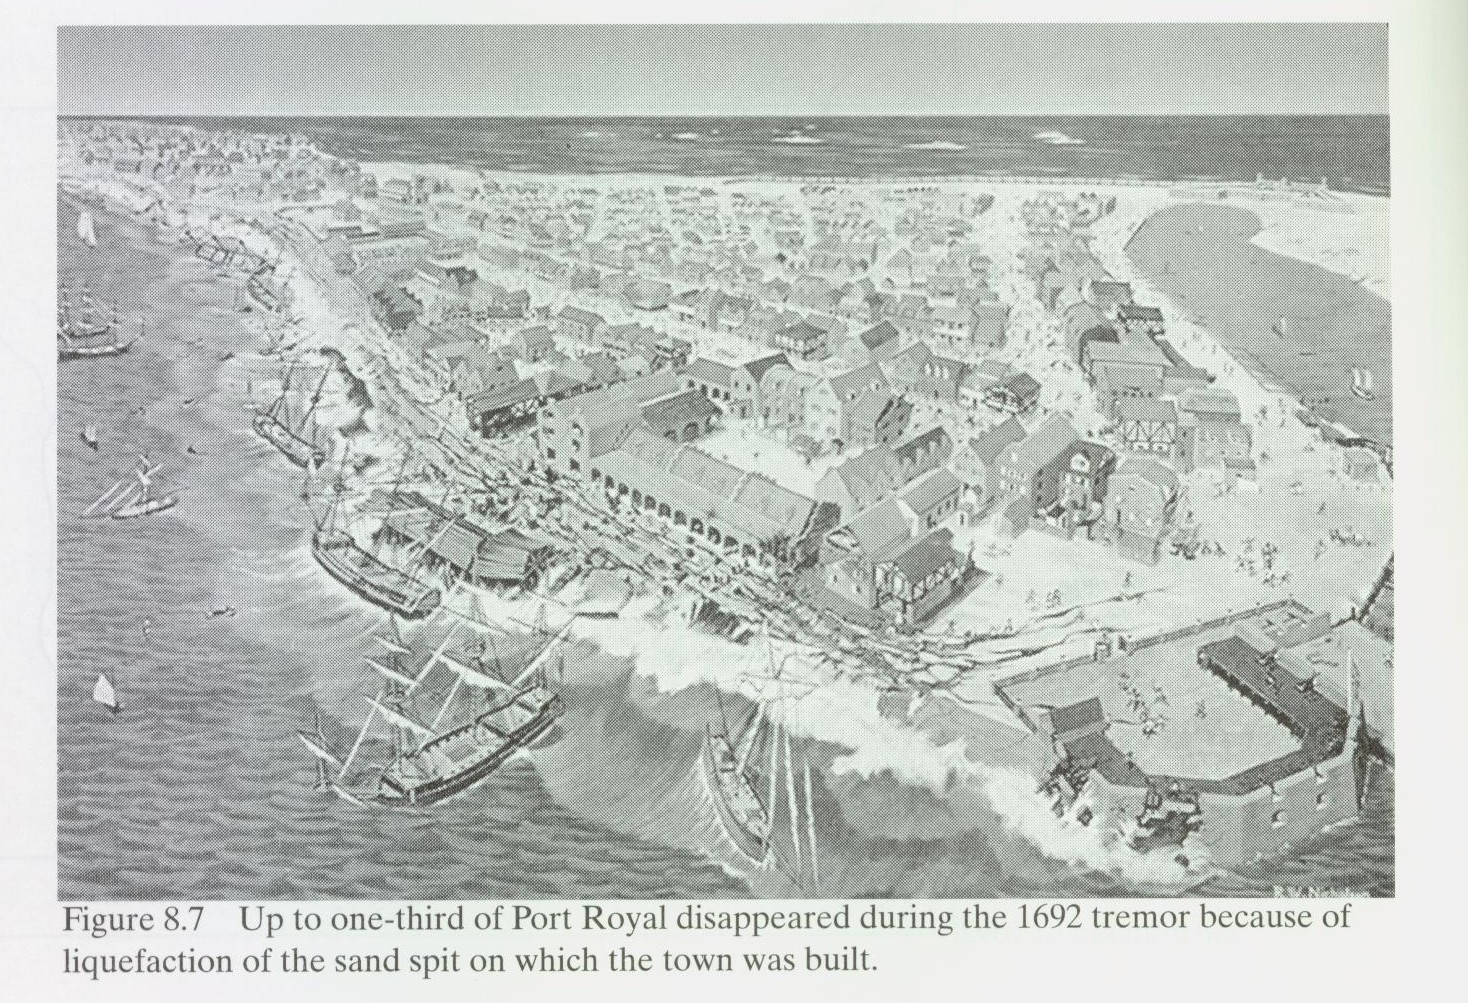 Figure 8.7 Up to one-third of Port Royal disappeared during the 1692 tremor because of
liquefaction of the sand spit on which the town was built.